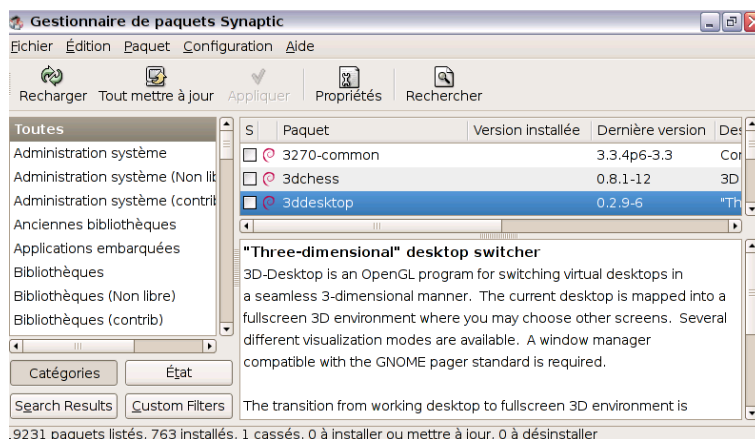 Gestionnaire de paquets Synaptic
Fichier Édition Paquet Configuration Aide
Recharger Tout mettre à jour Appliquer Propriétés Rechercher
Toutes
Administration système
Administration système (Non lib
Administration système (contrib
Anciennes bibliothèques
Applications embarquées
Bibliothèques
Bibliothèques (Non libre)
Bibliothèques (contrib)
Catégories État
Search Results Custom Filters
S Paquet Version installée Dernière version Des
3270-common 3.3.4p6-3.3 Cor
3dchess 0.8.1-12 3D
3ddesktop 0.2.9-6 "Th
"Three-dimensional" desktop switcher
3D-Desktop is an OpenGL program for switching virtual desktops in
a seamless 3-dimensional manner. The current desktop is mapped into a
fullscreen 3D environment where you may choose other screens. Several
different visualization modes are available. A window manager
compatible with the GNOME pager standard is required.
The transition from working desktop to fullscreen 3D environment is
9231 paquets listés, 763 installés, 1 cassés, 0 à installer ou mettre à jour, 0 à désinstaller